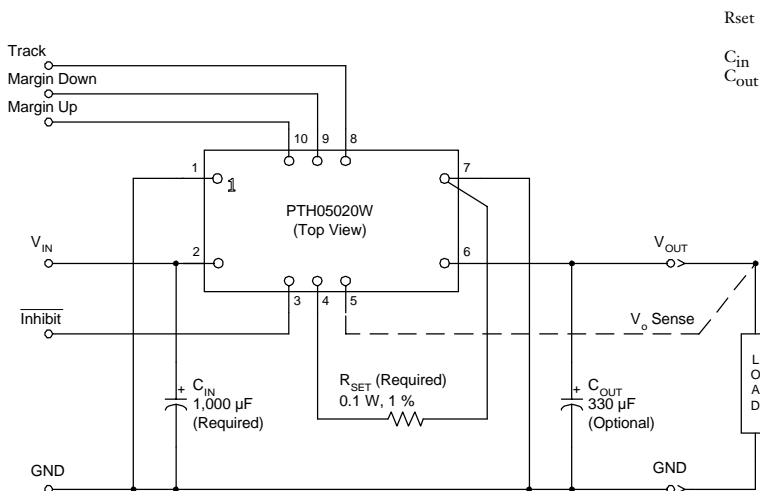 Rset
Cin
Cout
Track
Margin Down
Margin Up
10 9 8
1
1
7
PTH05020W
(Top View)
VIN
2
6
VOUT
3 4 5
Inhibit
Vo Sense
+ CIN
1,000 µF
(Required)
RSET (Required)
0.1 W, 1 %
+ COUT
330 µF
(Optional)
L
O
A
D
GND
GND